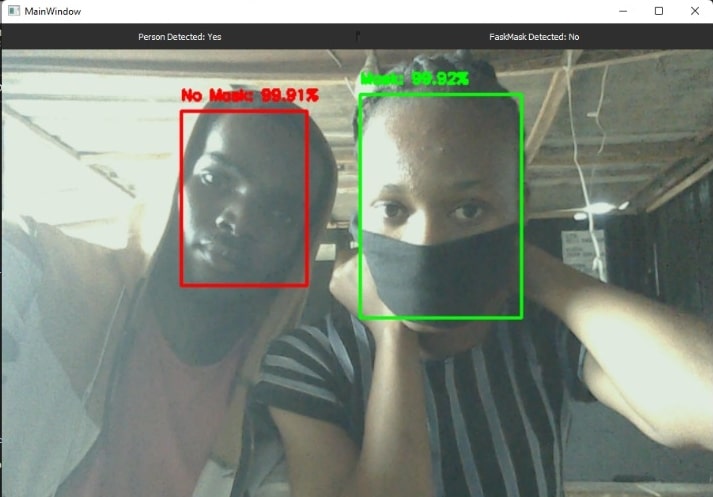 MainWindow
Person Detected: Yes
FaskMask Detected: No
No Mask: 99.91%
Mask: 99.92%